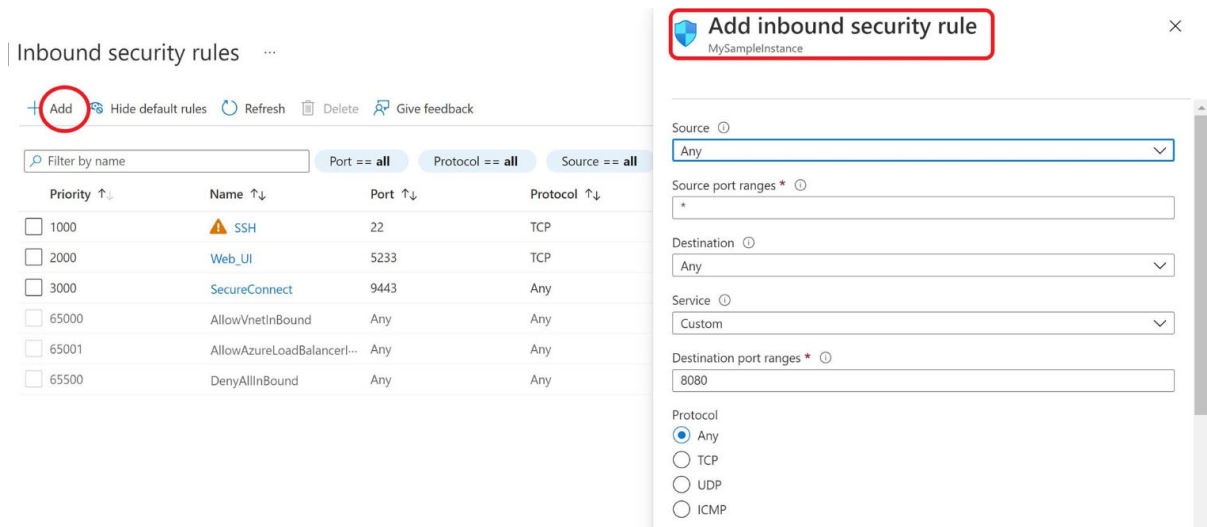 Inbound security rules ...
+ Add Hide default rules Refresh Delete Give feedback
Filter by name Port == all Protocol == all Source == all
Priority ↑↓ Name ↑↓ Port ↑↓ Protocol ↑↓
1000 SSH 22 TCP
2000 Web_UI 5233 TCP
3000 SecureConnect 9443 Any
65000 AllowVnetInBound Any Any
65001 AllowAzureLoadBalancerI... Any Any
65500 DenyAllInBound Any Any
Add inbound security rule
MySampleInstance
Source
Any
Source port ranges *
*
Destination
Any
Service
Custom
Destination port ranges *
8080
Protocol
Any
TCP
UDP
ICMP